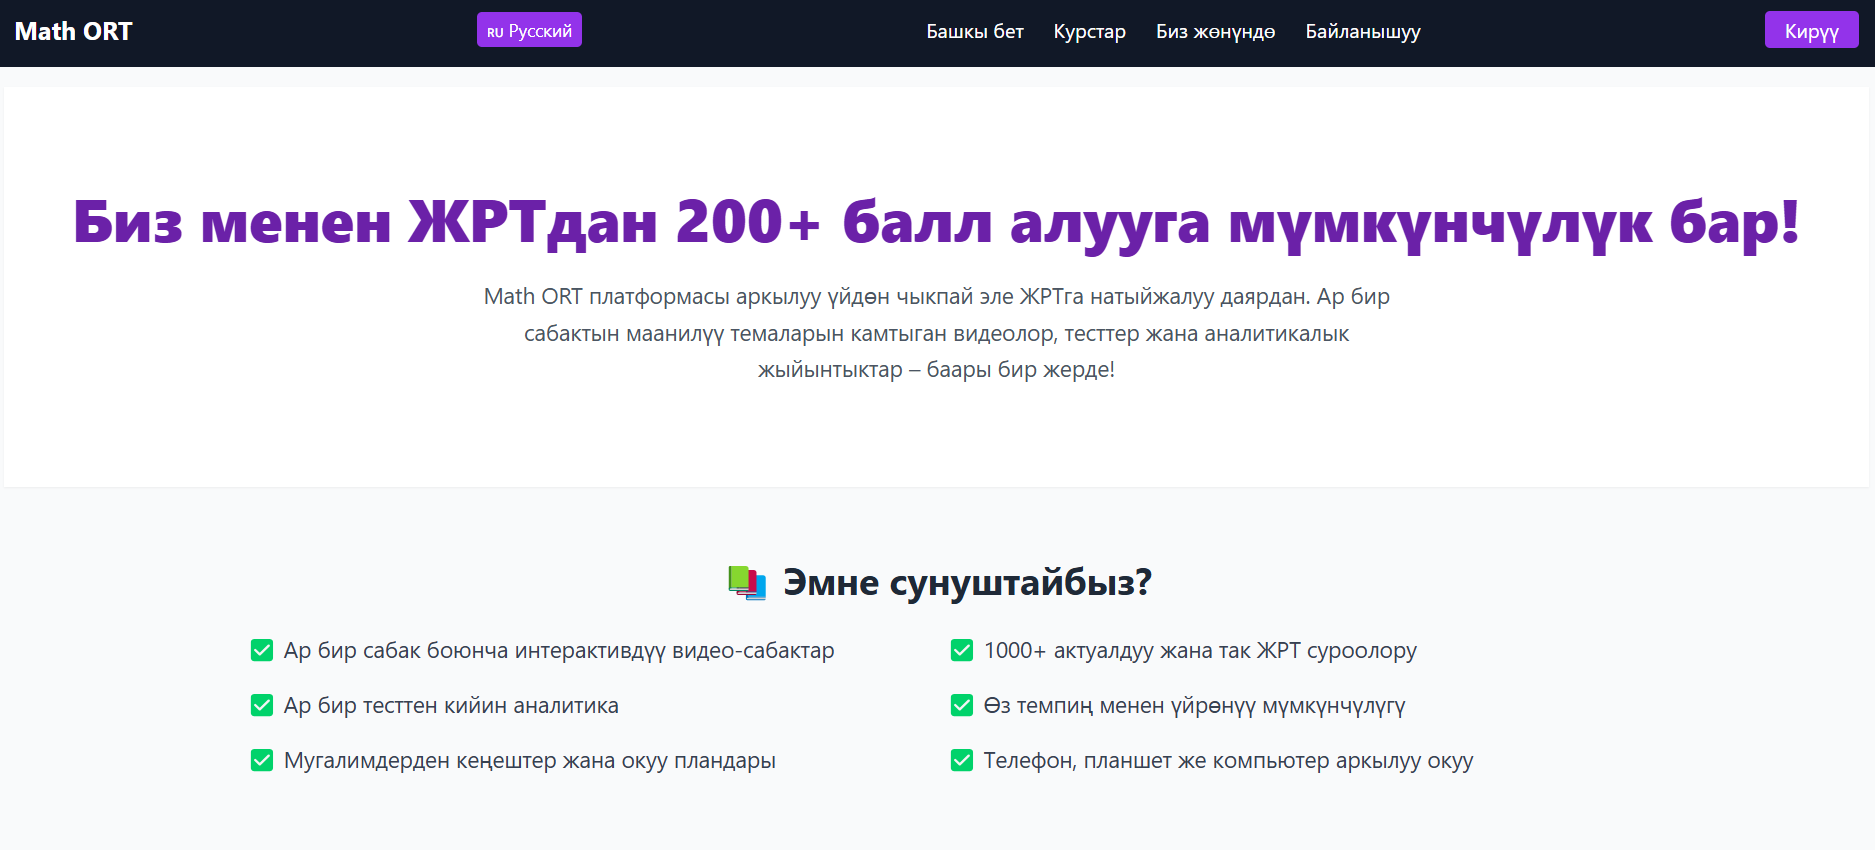 Math ORT
RU Русский
Башкы бет
Курстар
Биз жөнүндө
Байланышуу
Кирүү
Биз менен ЖРТдан 200+ балл алууга мүмкүнчүлүк бар!
Math ORT платформасы аркылуу үйдөн чыкпай эле ЖРТга натыйжалуу даярдан. Ар бир
сабактын маанилүү темаларын камтыган видеолор, тесттер жана аналитикалык
жыйынтыктар – баары бир жерде!
Эмне сунуштайбыз?
Ар бир сабак боюнча интерактивдүү видео-сабактар
1000+ актуалдуу жана так ЖРТ суроолору
Ар бир тесттен кийин аналитика
Өз темпиң менен үйрөнүү мүмкүнчүлүгү
Мугалимдерден кеңештер жана окуу пландары
Телефон, планшет же компьютер аркылуу окуу